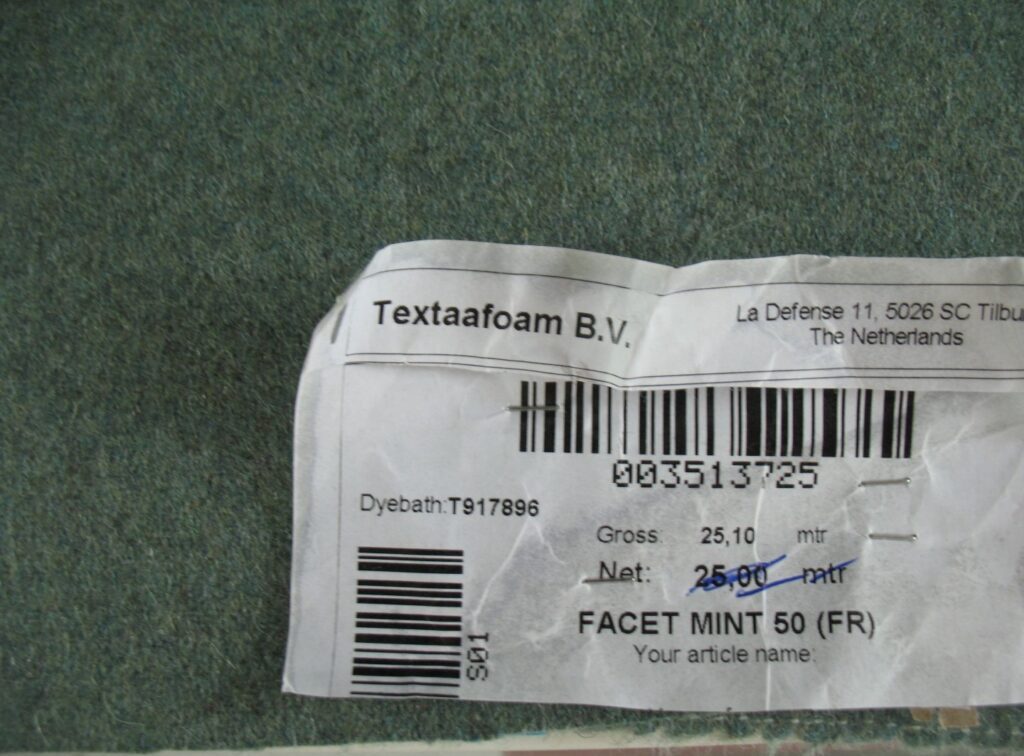 Textaafoam B.V.
La Defense 11, 5026 SC Tilbu
The Netherlands
003513725
Dyebath:T917896
Gross: 25,10 mtr
Net: 25,00 mtr
FACET MINT 50 (FR)
Your article name:
S01